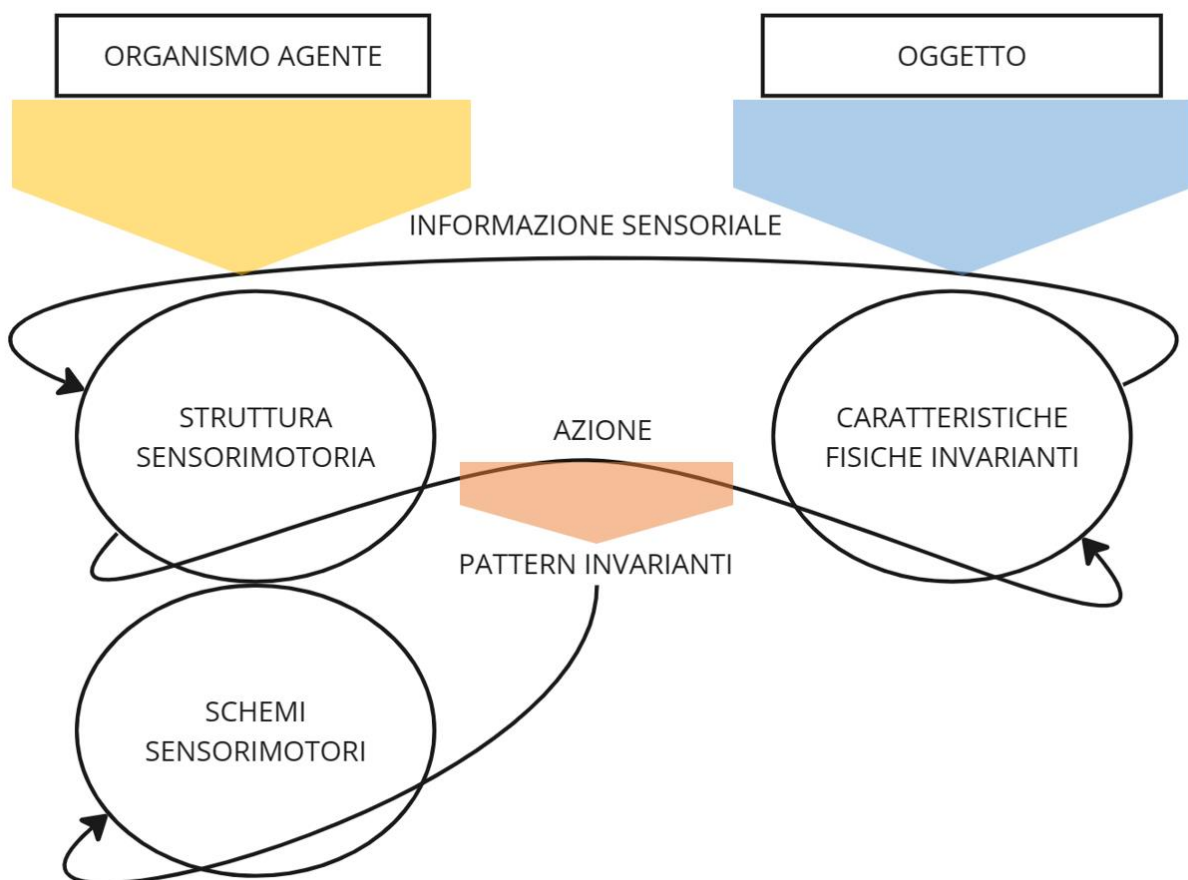 ORGANISMO AGENTE
OGGETTO
INFORMAZIONE SENSORIALE
STRUTTURA
SENSORIMOTORIA
AZIONE
CARATTERISTICHE
FISICHE INVARIANTI
PATTERN INVARIANTI
SCHEMI
SENSORIMOTORI